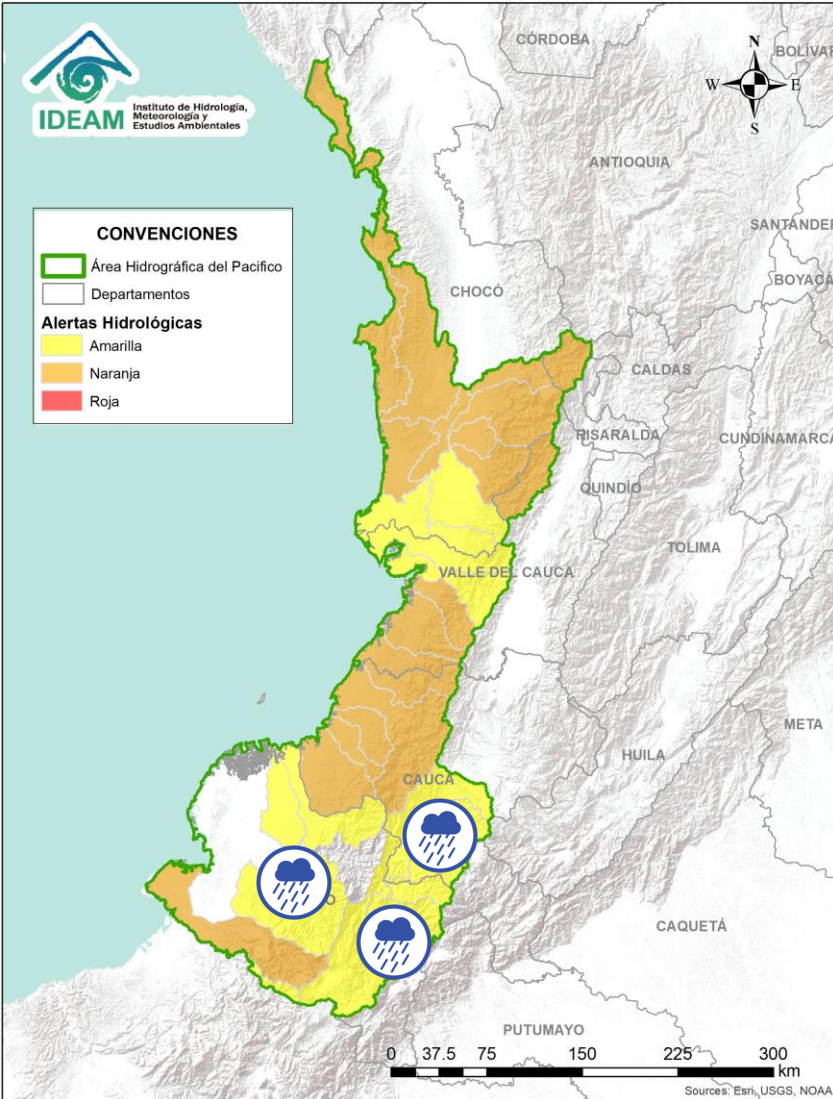 IDEAM
Instituto de Hidrología,
Meteorología y
Estudios Ambientales
N
W
E
S
CONVENCIONES
Área Hidrográfica del Pacifico
Departamentos
Alertas Hidrológicas
Amarilla
Naranja
Roja
CÓRDOBA
BOLÍVAR
ANTIOQUIA
SANTANDER
BOYACÁ
CHOCÓ
CALDAS
RISARALDA
CUNDINAMARCA
QUINDÍO
TOLIMA
VALLE DEL CAUCA
META
HUILA
CAUCA
O
CAQUETÁ
PUTUMAYO
0 37.5 75 150 225 300
km
Sources: Esri, USGS, NOAA